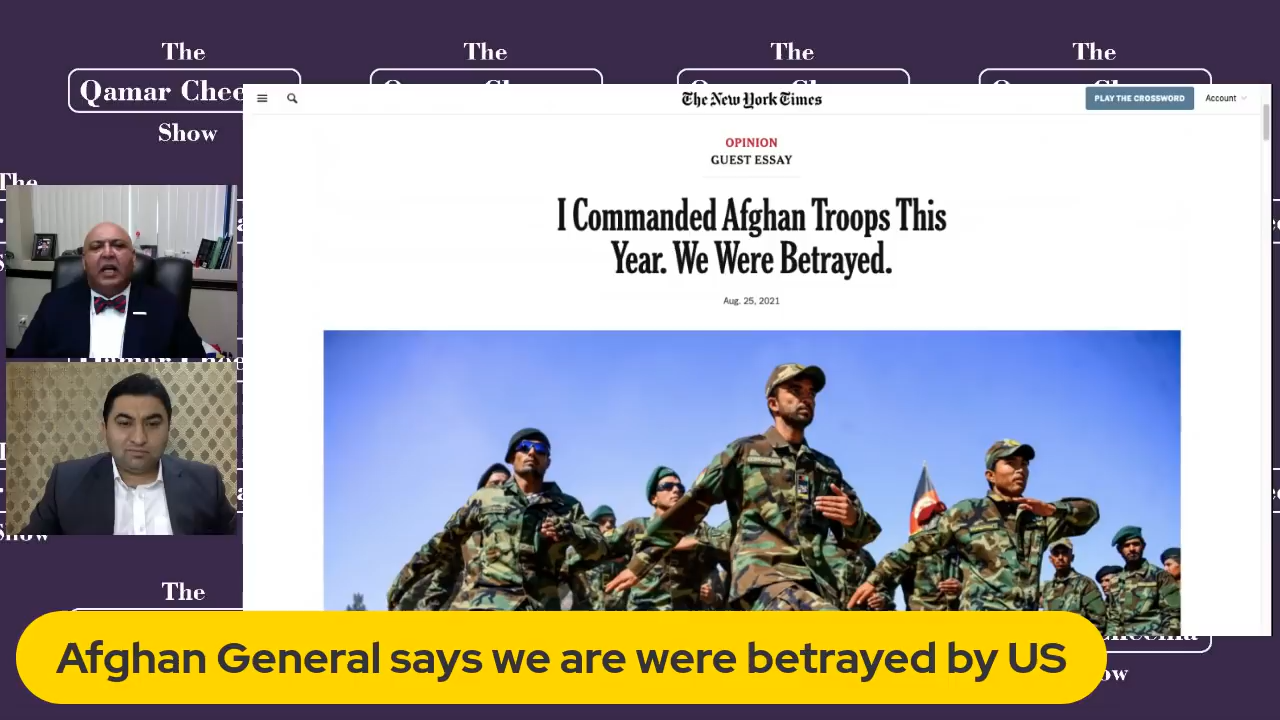 The
The
The
The
Qamar Chee
Show
The
The New York Times
PLAY THE CROSSWORD
Account
OPINION
GUEST ESSAY
I Commanded Afghan Troops This
Year. We Were Betrayed.
Aug. 25, 2021
The
Afghan General says we are were betrayed by US